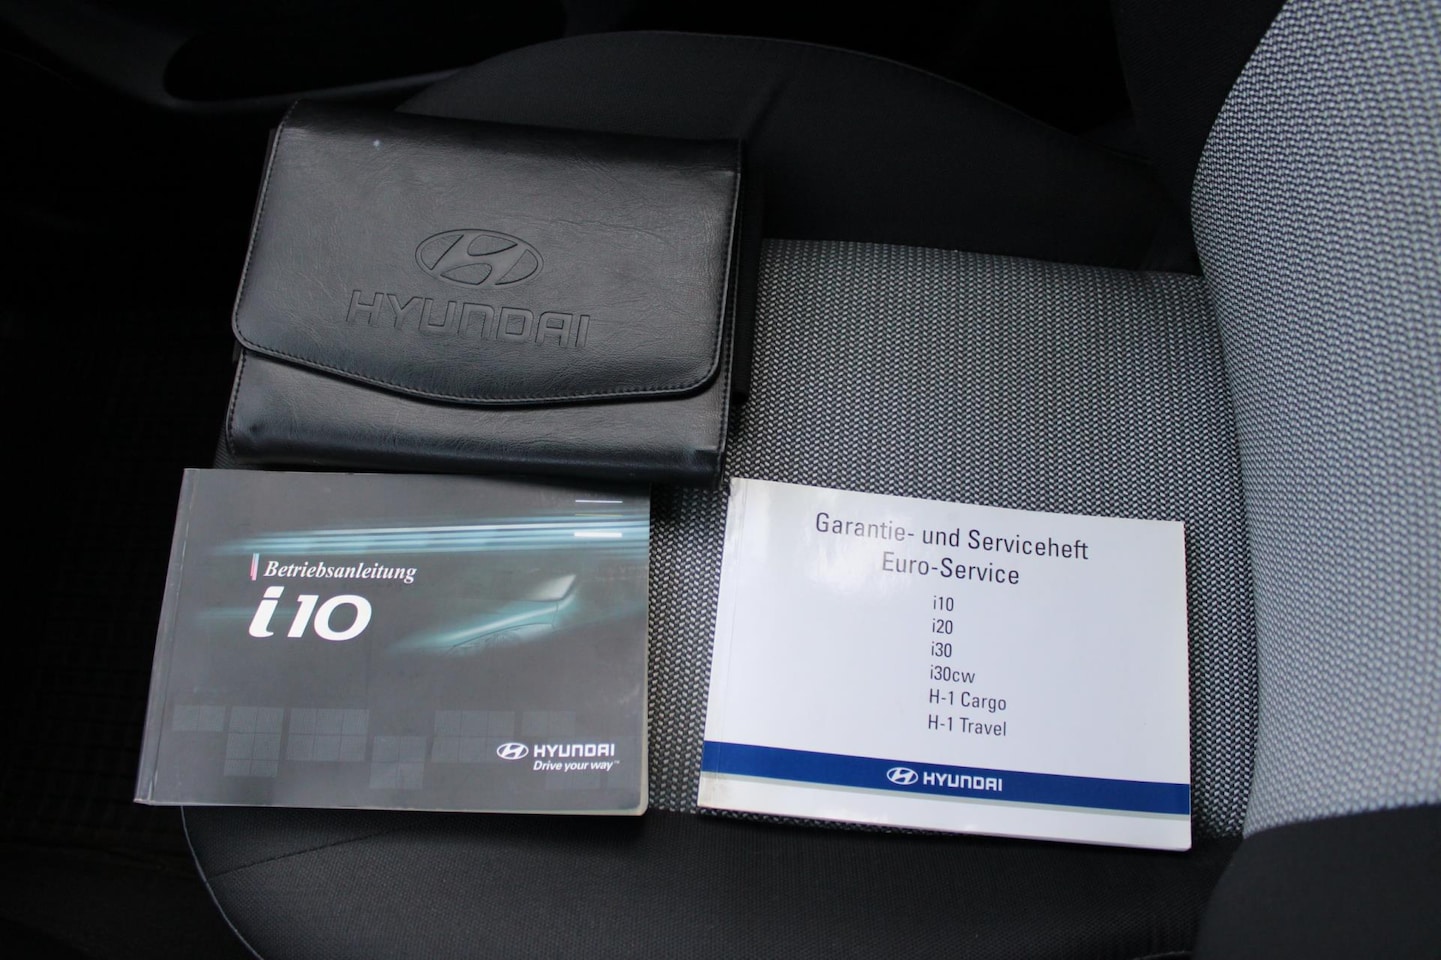 HYUNDAI
Betriebsanleitung
i10
HYUNDAI
Drive your way™
Garantie- und Serviceheft
Euro-Service
i10
i20
i30
i30cw
H-1 Cargo
H-1 Travel
HYUNDAI